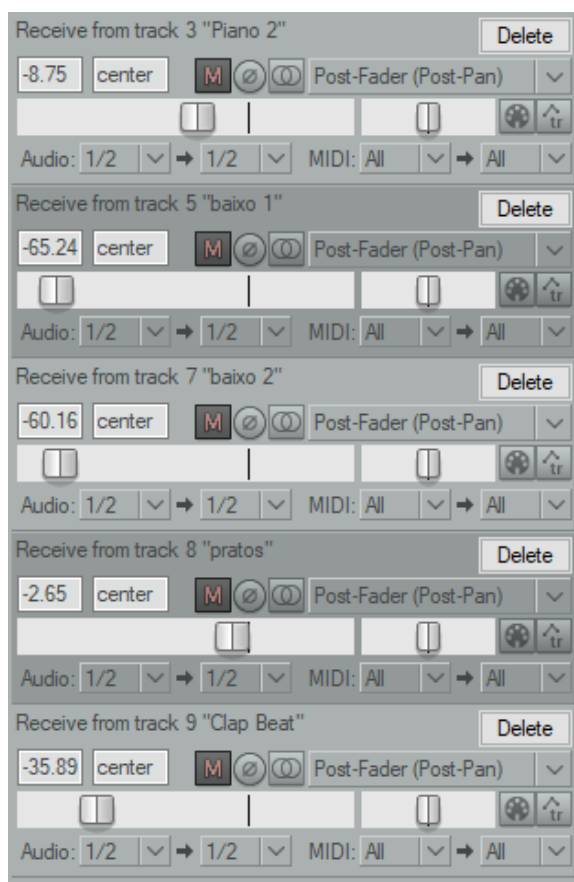 Receive from track 3 "Piano 2" Delete
-8.75 center M Post-Fader (Post-Pan)
tr
Audio: 1/2 1/2 MIDI: All All
Receive from track 5 "baixo 1" Delete
-65.24 center M Post-Fader (Post-Pan)
tr
Audio: 1/2 1/2 MIDI: All All
Receive from track 7 "baixo 2" Delete
-60.16 center M Post-Fader (Post-Pan)
tr
Audio: 1/2 1/2 MIDI: All All
Receive from track 8 "pratos" Delete
-2.65 center M Post-Fader (Post-Pan)
tr
Audio: 1/2 1/2 MIDI: All All
Receive from track 9 "Clap Beat" Delete
-35.89 center M Post-Fader (Post-Pan)
tr
Audio: 1/2 1/2 MIDI: All All